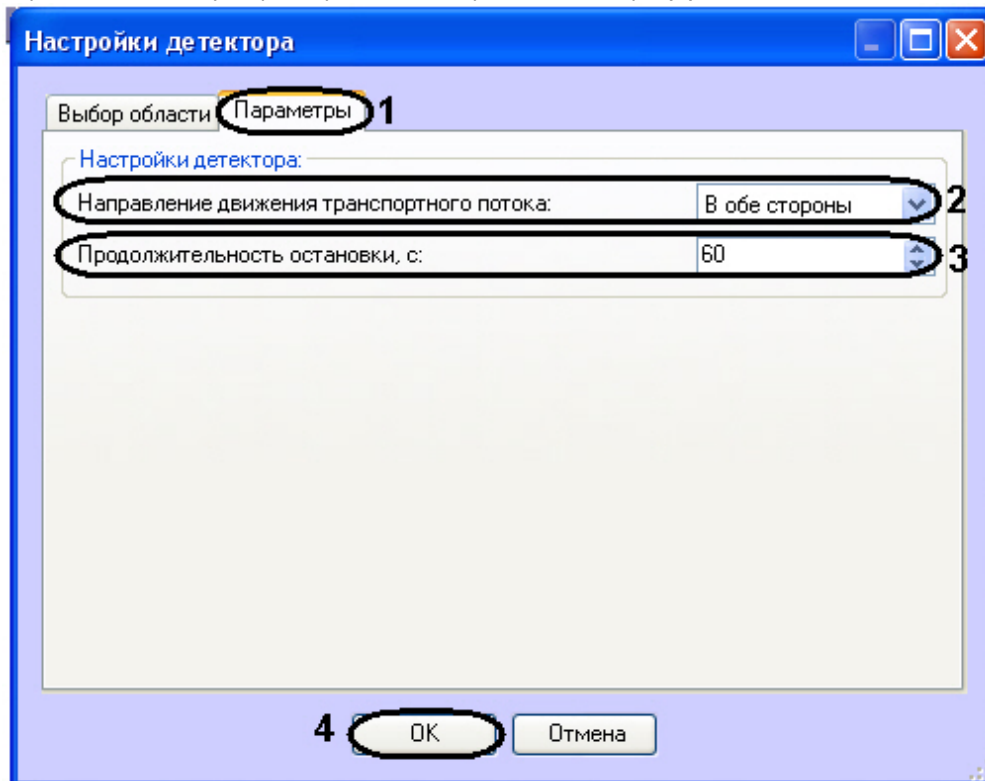 Настройки детектора
Выбор области Параметры 1
Настройки детектора:
Направление движения транспортного потока: В обе стороны 2
Продолжительность остановки, с: 60 3
4 OK Отмена